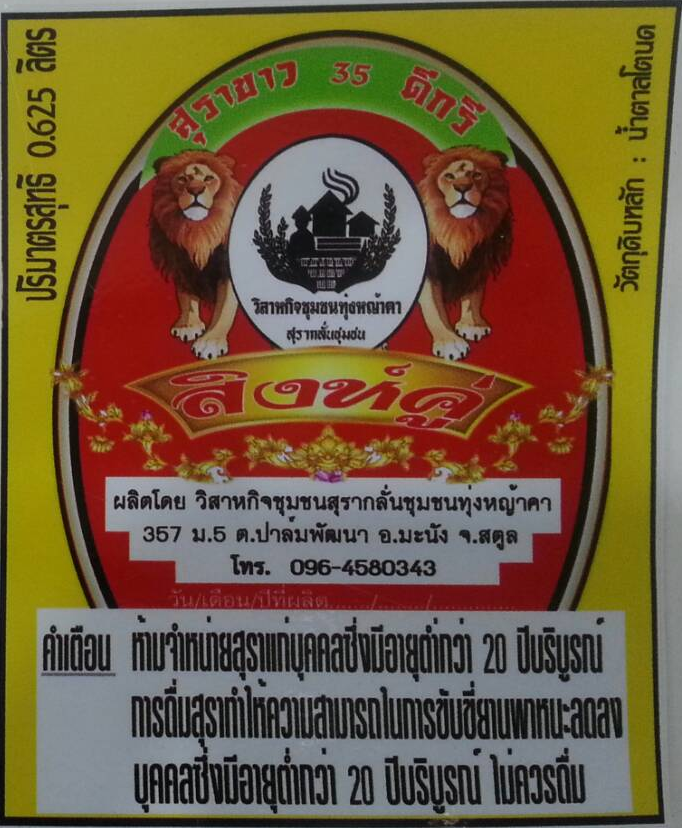 ปริมาตรสุทธิ 0.625 ลิตร
สุราขาว 35 ดีกรี
วัตถุดิบหลัก : น้ำตาลโตนด
วิสาหกิจชุมชนทุ่งหญ้าคา
สุรากลั่นชุมชน
สิงห์คู่
ผลิตโดย วิสาหกิจชุมชนสุรากลั่นชุมชนทุ่งหญ้าคา
357 ม.5 ต.ปาล์มพัฒนา อ.มะนัง จ.สตูล
โทร. 096-4580343
วัน/เดือน/ปีที่ผลิต....../......../...............
คำเตือน ห้ามจำหน่ายสุราแก่บุคคลซึ่งมีอายุต่ำกว่า 20 ปีบริบูรณ์
การดื่มสุราทำให้ความสามารถในการขับขี่ยานพาหนะลดลง
บุคคลซึ่งมีอายุต่ำกว่า 20 ปีบริบูรณ์ ไม่ควรดื่ม